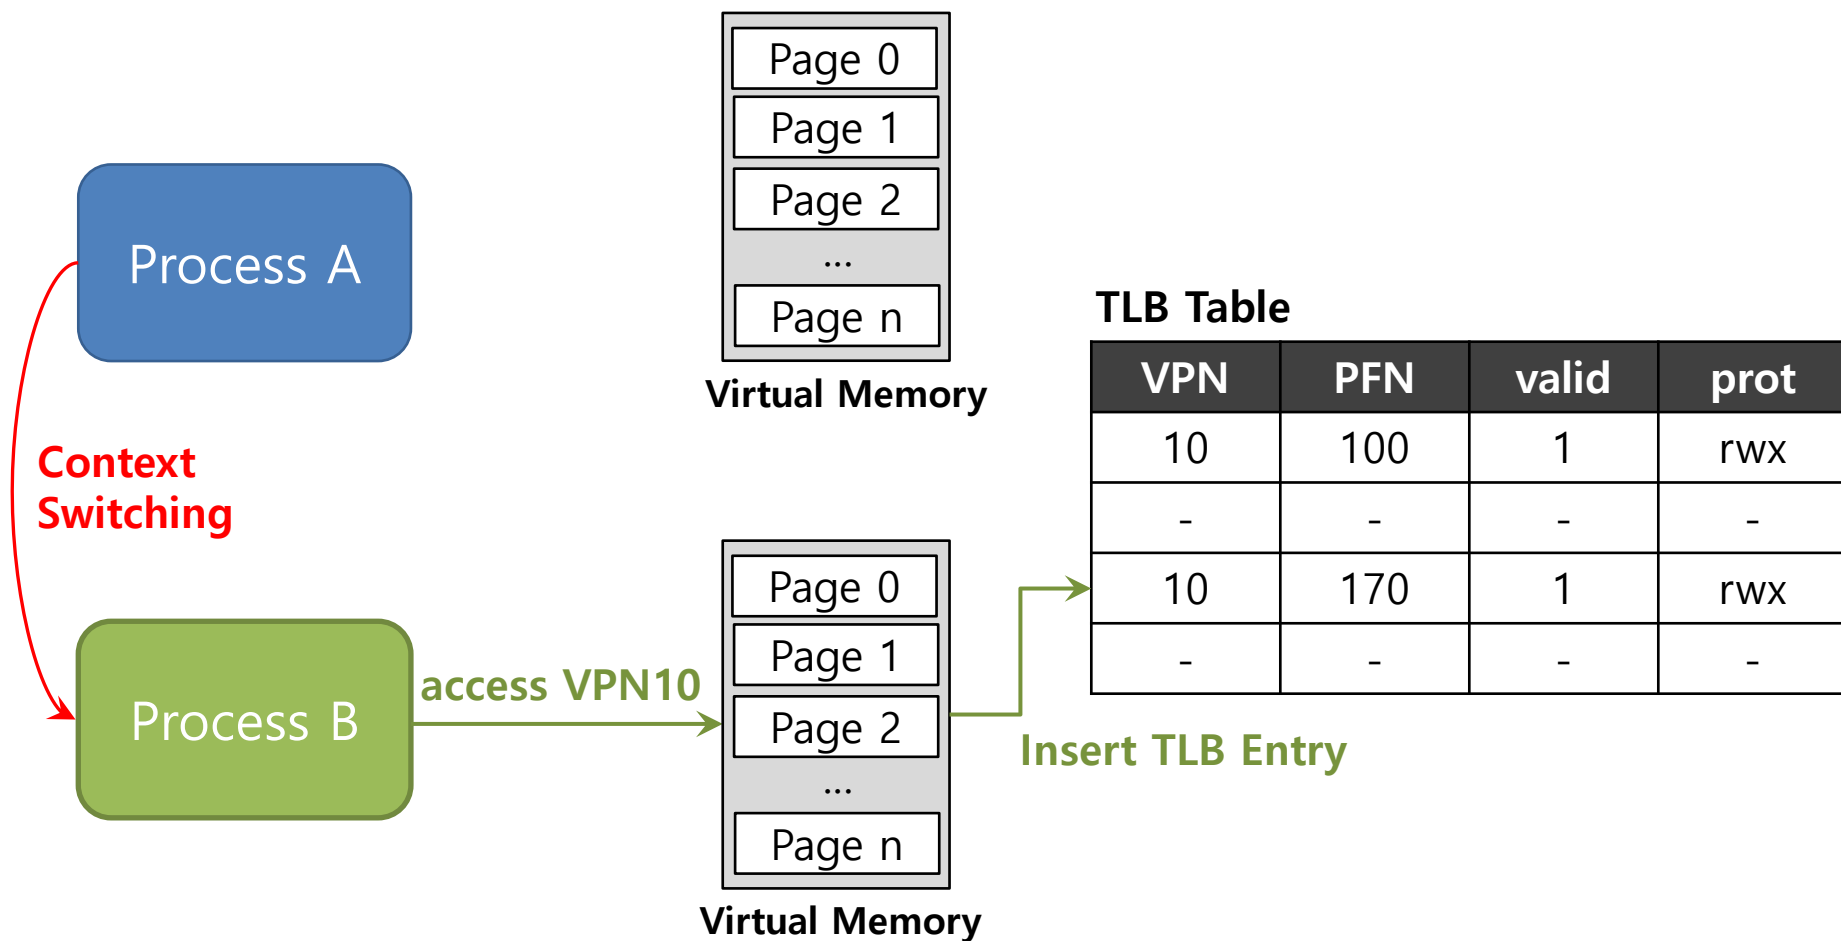 Page 0
Page 1
Page 2
...
Page n
Virtual Memory
Process A
Context
Switching
Process B
access VPN10
Page 0
Page 1
Page 2
...
Page n
Virtual Memory
Insert TLB Entry
TLB Table
VPN PFN valid prot
10 100 1 rwx
- - - -
10 170 1 rwx
- - - -